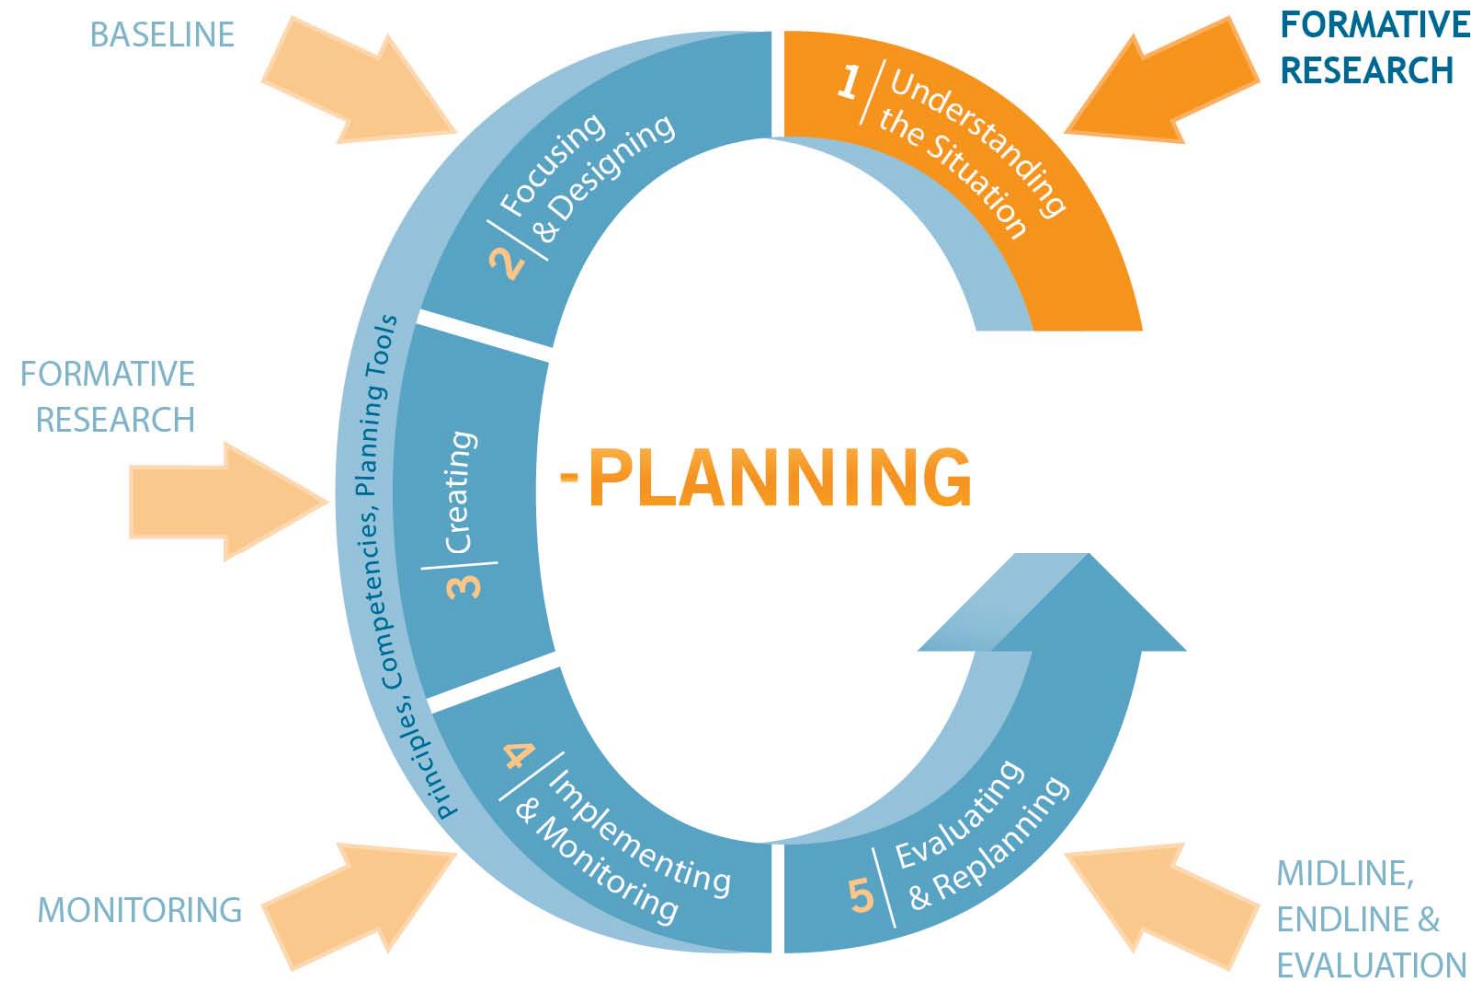 BASELINE
FORMATIVE
RESEARCH
1
Understanding
the Situation
2
Focusing
& Designing
FORMATIVE
RESEARCH
Principles, Competencies, Planning Tools
3
Creating
-PLANNING
4
Implementing
& Monitoring
MONITORING
5
Evaluating
& Replanning
MIDLINE,
ENDLINE &
EVALUATION